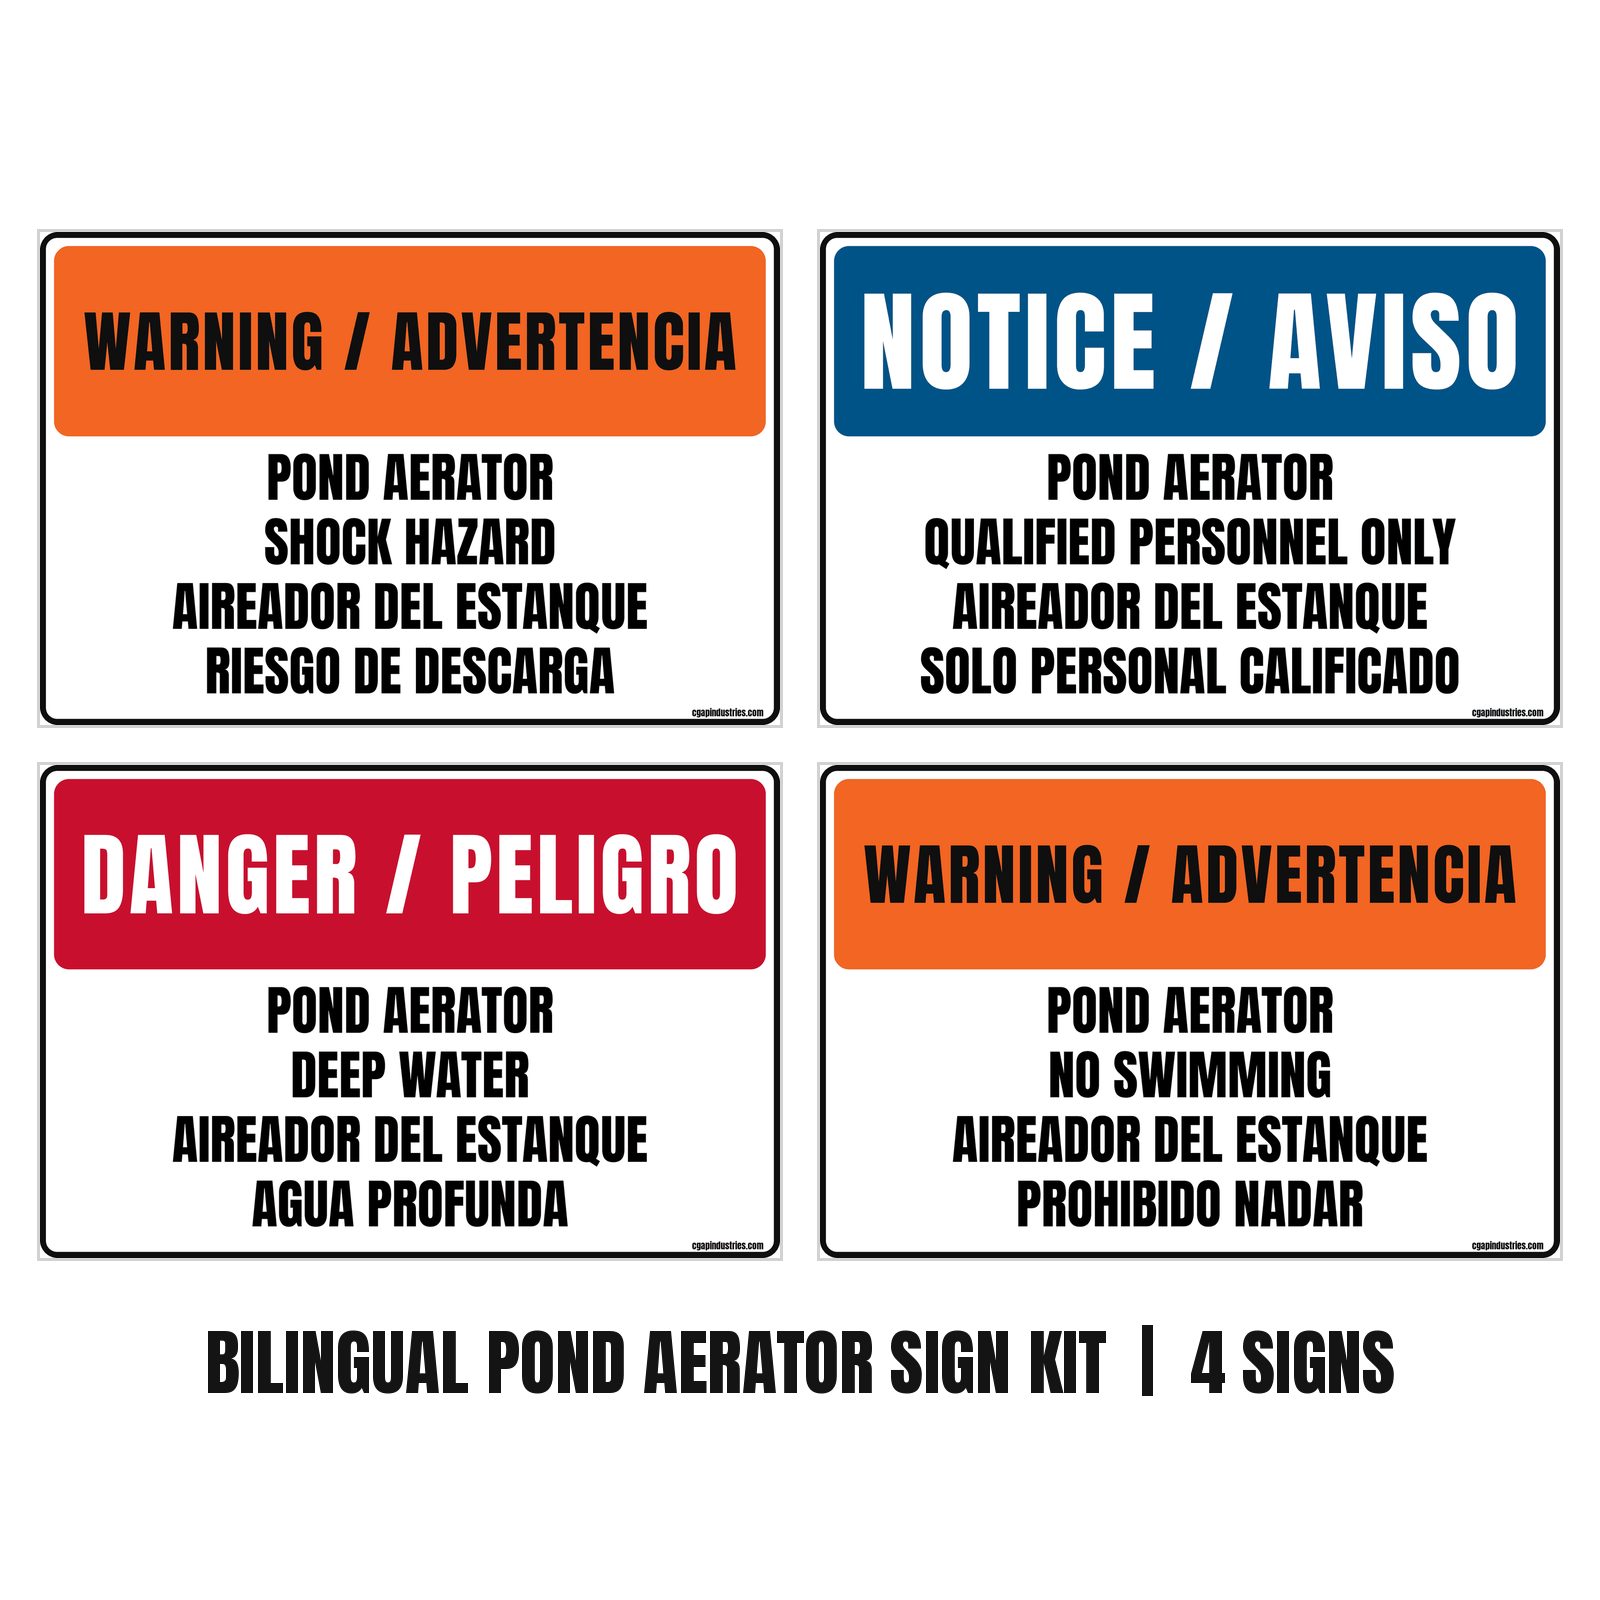 WARNING / ADVERTENCIA
POND AERATOR
SHOCK HAZARD
AIREADOR DEL ESTANQUE
RIESGO DE DESCARGA
cgapindustries.com
NOTICE / AVISO
POND AERATOR
QUALIFIED PERSONNEL ONLY
AIREADOR DEL ESTANQUE
SOLO PERSONAL CALIFICADO
cgapindustries.com
DANGER / PELIGRO
POND AERATOR
DEEP WATER
AIREADOR DEL ESTANQUE
AGUA PROFUNDA
cgapindustries.com
WARNING / ADVERTENCIA
POND AERATOR
NO SWIMMING
AIREADOR DEL ESTANQUE
PROHIBIDO NADAR
cgapindustries.com
BILINGUAL POND AERATOR SIGN KIT | 4 SIGNS